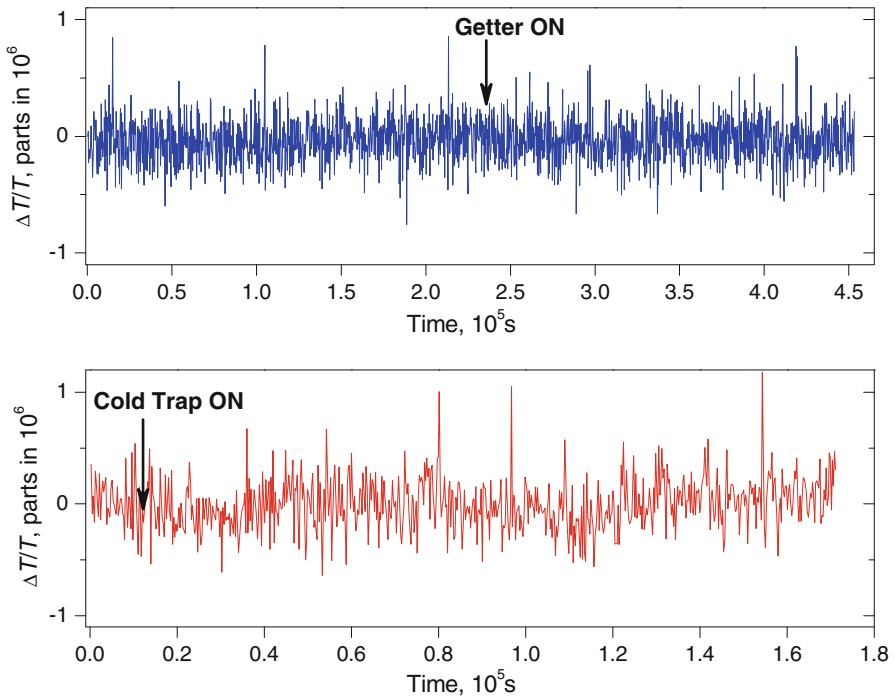 1
Getter ON
0
-1
ΔT/T, parts in 10⁶
0.0 0.5 1.0 1.5 2.0 2.5 3.0 3.5 4.0 4.5
Time, 10⁵s
1
Cold Trap ON
0
-1
ΔT/T, parts in 10⁶
0.0 0.2 0.4 0.6 0.8 1.0 1.2 1.4 1.6 1.8
Time, 10⁵s